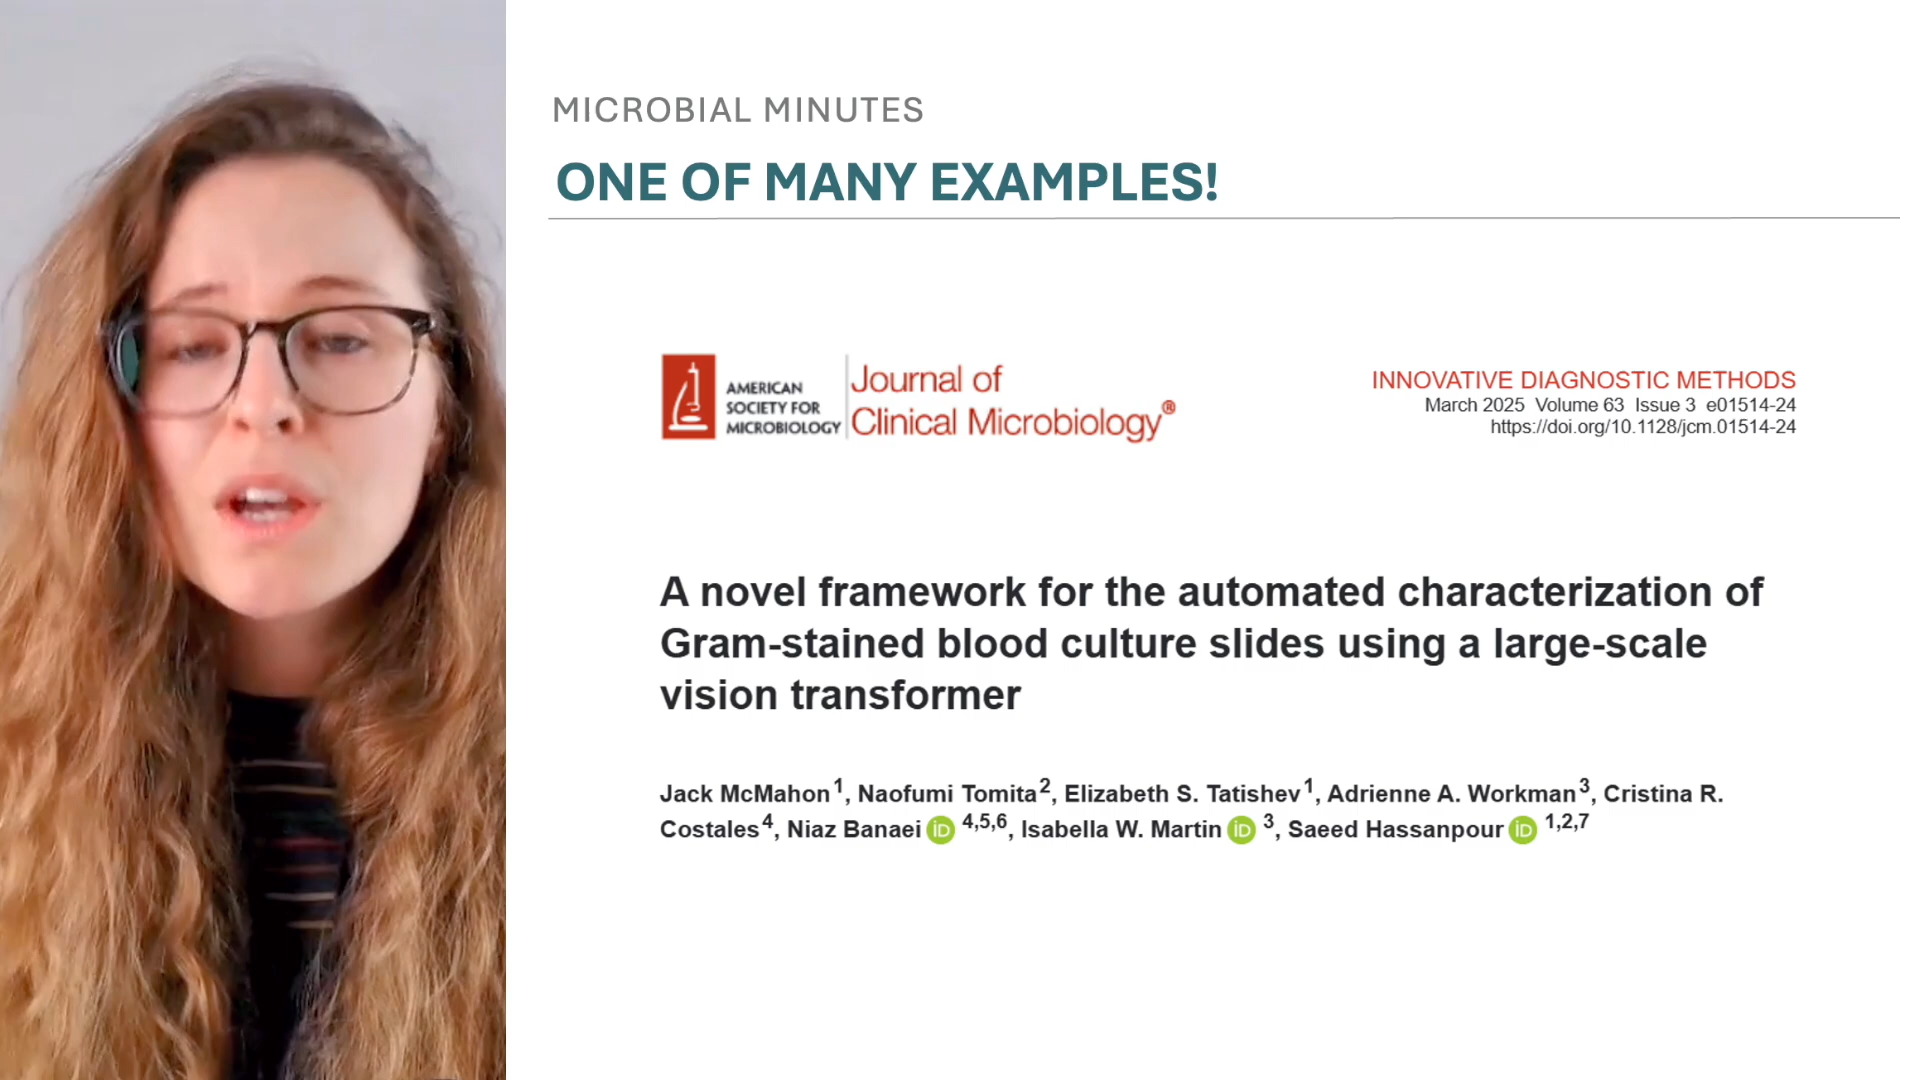 MICROBIAL MINUTES
ONE OF MANY EXAMPLES!
AMERICAN
SOCIETY FOR
MICROBIOLOGY
Journal of
Clinical Microbiology®
INNOVATIVE DIAGNOSTIC METHODS
March 2025 Volume 63 Issue 3 e01514-24
https://doi.org/10.1128/jcm.01514-24
A novel framework for the automated characterization of
Gram-stained blood culture slides using a large-scale
vision transformer
Jack McMahon1, Naofumi Tomita2, Elizabeth S. Tatishev1, Adrienne A. Workman3, Cristina R.
Costales4, Niaz Banaei iD 4,5,6, Isabella W. Martin iD 3, Saeed Hassanpour iD 1,2,7